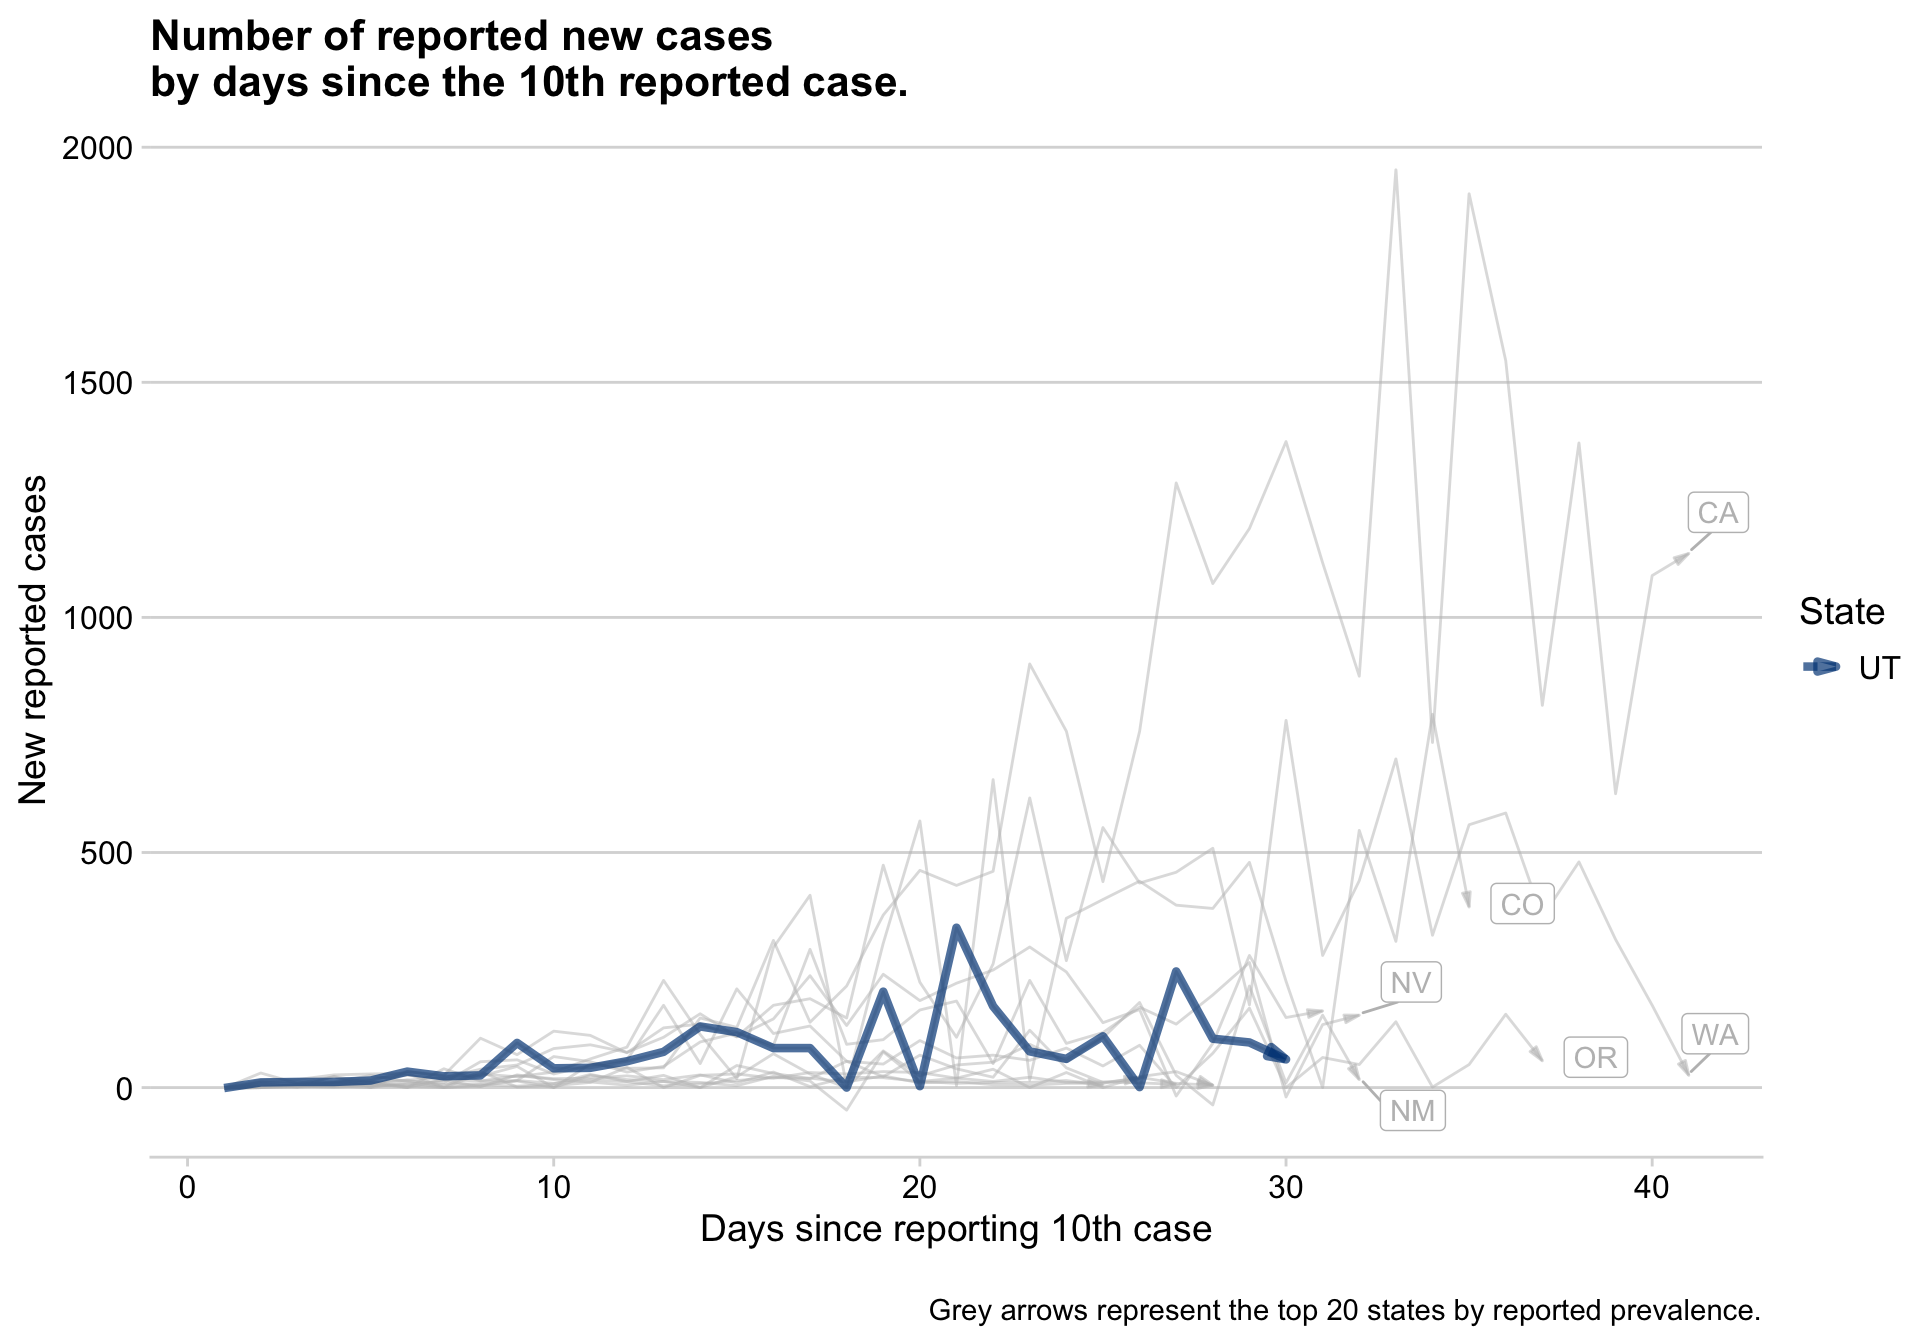 Number of reported new cases
by days since the 10th reported case.
2000
1500
1000
500
0
New reported cases
CA
CO
NV
WA
OR
NM
State
UT
0 10 20 30 40
Days since reporting 10th case
Grey arrows represent the top 20 states by reported prevalence.